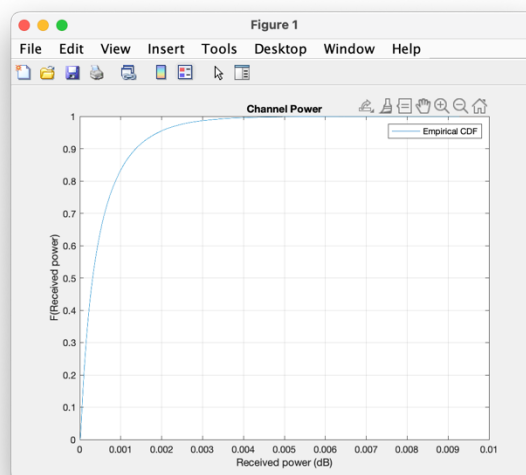 Figure 1
File Edit View Insert Tools Desktop Window Help
Channel Power
Empirical CDF
1
0.9
0.8
0.7
0.6
0.5
0.4
0.3
0.2
0.1
0
F(Received power)
0 0.001 0.002 0.003 0.004 0.005 0.006 0.007 0.008 0.009 0.01
Received power (dB)